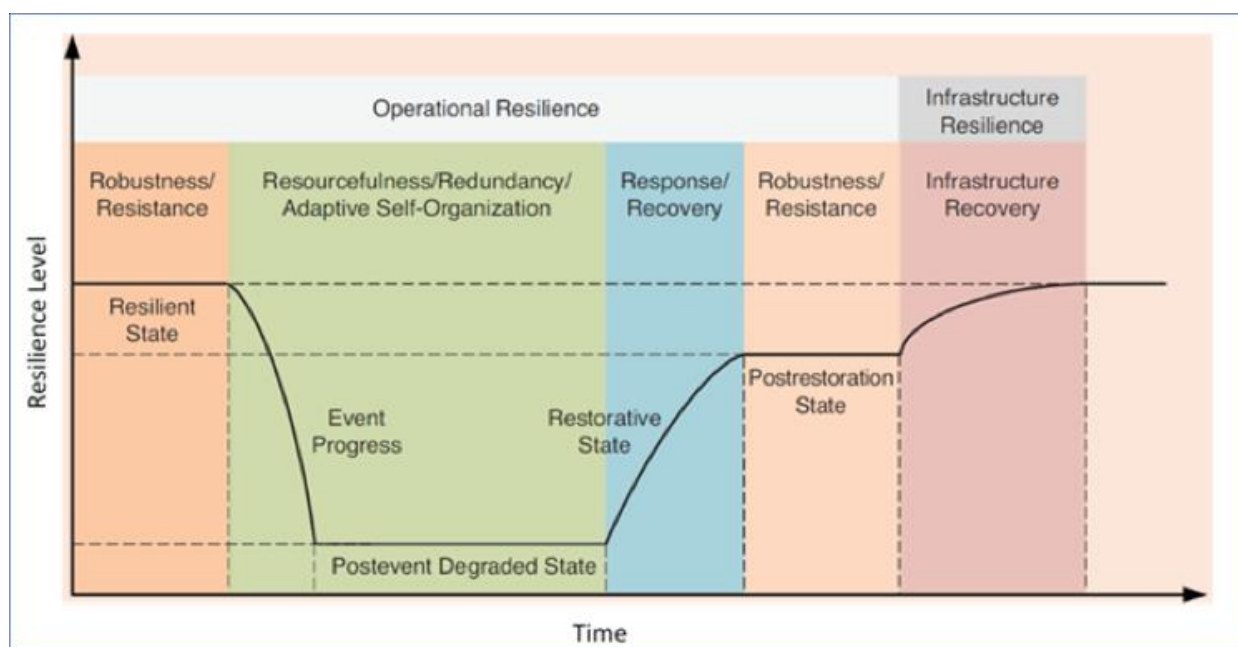 Operational Resilience
Infrastructure
Resilience
Robustness/
Resistance
Resourcefulness/Redundancy/
Adaptive Self-Organization
Response/
Recovery
Robustness/
Resistance
Infrastructure
Recovery
Resilience Level
Resilient
State
Event
Progress
Restorative
State
Postrestoration
State
Postevent Degraded State
Time